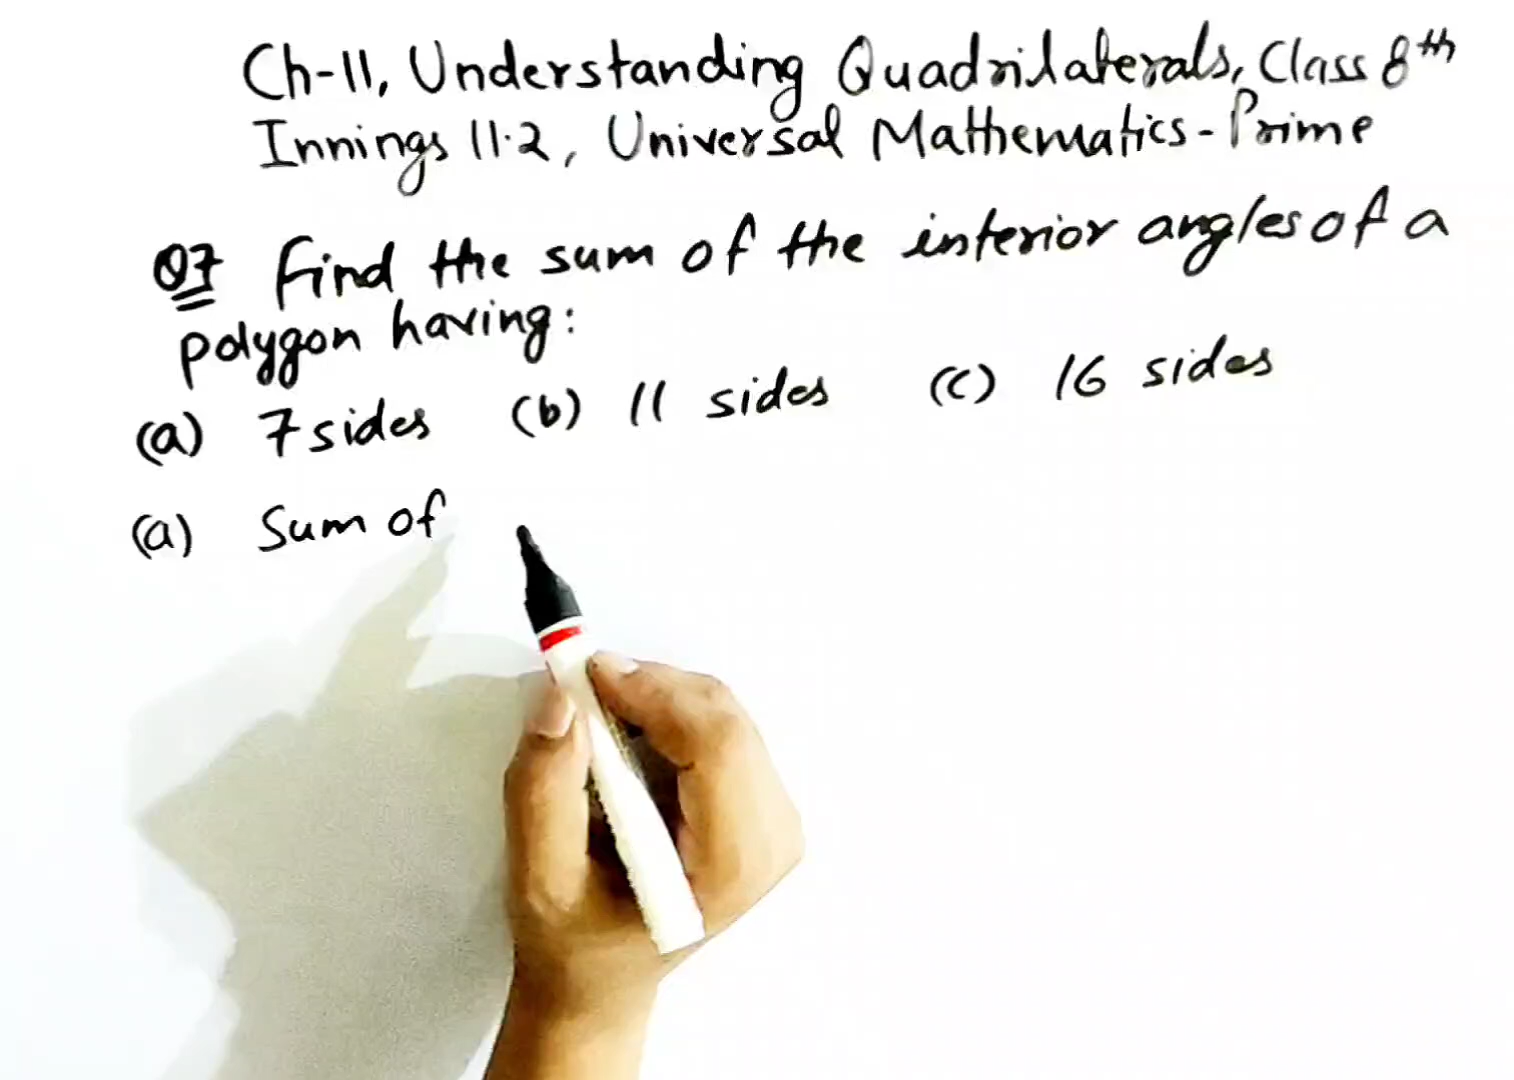 Ch-11, Understanding Quadrilaterals, Class 8th
Innings 11.2, Universal Mathematics-Prime
Q7 Find the sum of the interior angles of a
polygon having:
(a) 7 sides (b) 11 sides (c) 16 sides
(a) Sum of